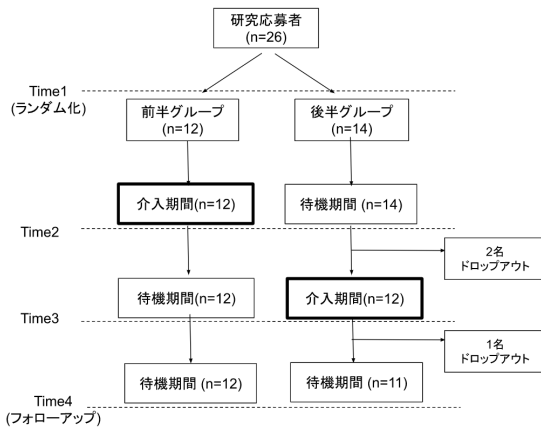 研究応募者
(n=26)
Time1
(ランダム化)
前半グループ
(n=12)
後半グループ
(n=14)
介入期間(n=12)
待機期間(n=14)
Time2
2名
ドロップアウト
待機期間(n=12)
介入期間(n=12)
Time3
1名
ドロップアウト
待機期間(n=12)
待機期間(n=11)
Time4
(フォローアップ)